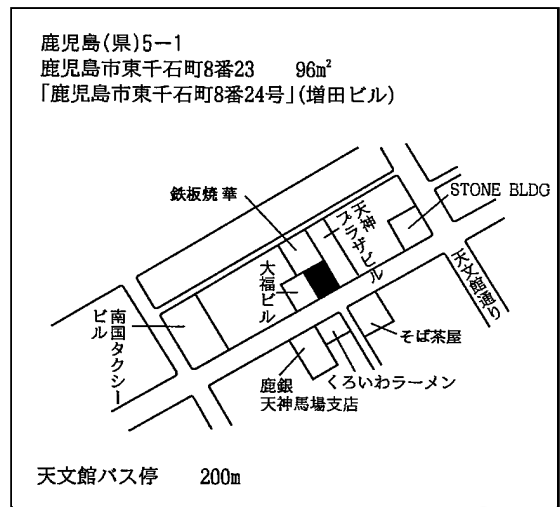 鹿児島(県)5−1
鹿児島市東千石町8番23　96m²
「鹿児島市東千石町8番24号」(増田ビル)
鉄板焼 華
天神プラザビル
STONE BLDG
大福ビル
天文館通り
南国タクシービル
そば茶屋
くろいわラーメン
鹿銀
天神馬場支店
天文館バス停　200m